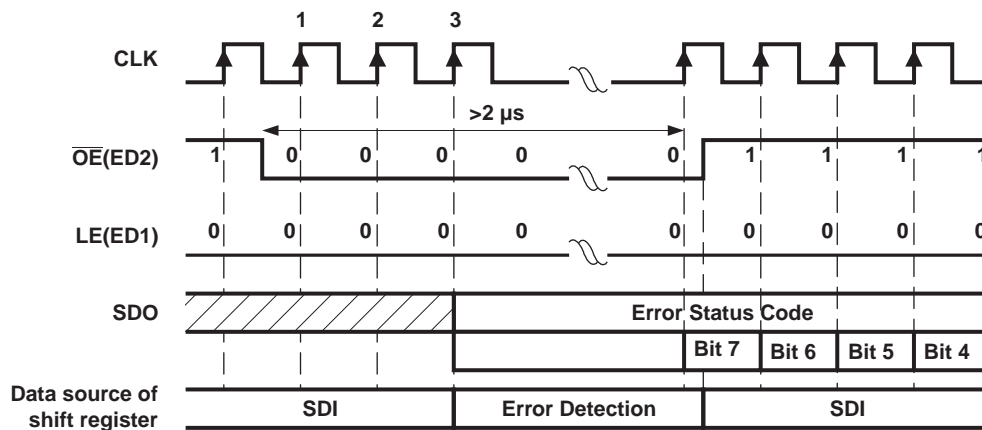 1 2 3
CLK
>2 µs
OE(ED2)
1 0 0 0 0 0 1 1 1 1
LE(ED1)
0 0 0 0 0 0 0 0 0 0
SDO
Error Status Code
Bit 7 Bit 6 Bit 5 Bit 4
Data source of
shift register
SDI Error Detection SDI